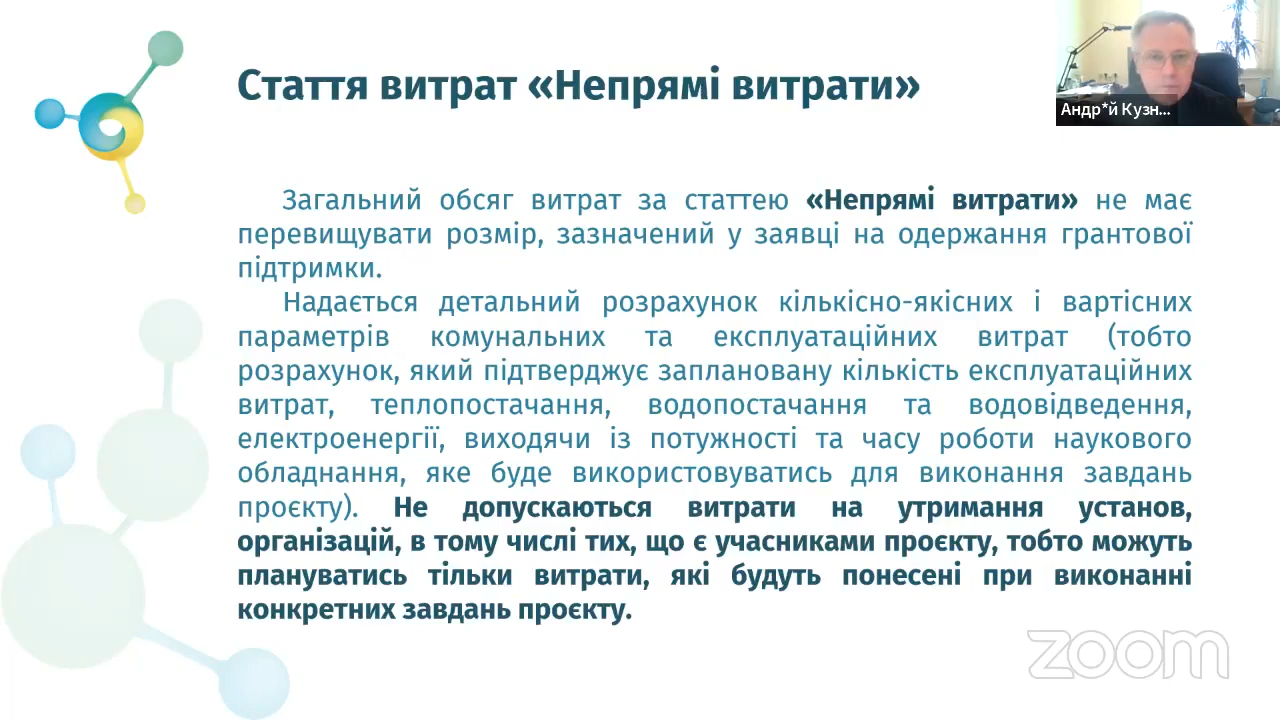 Стаття витрат «Непрямі витрати»
Андр*й Кузн...
Загальний обсяг витрат за статтею «Непрямі витрати» не має
перевищувати розмір, зазначений у заявці на одержання грантової
підтримки.
Надається детальний розрахунок кількісно-якісних і вартісних
параметрів комунальних та експлуатаційних витрат (тобто
розрахунок, який підтверджує заплановану кількість експлуатаційних
витрат, теплопостачання, водопостачання та водовідведення,
електроенергії, виходячи із потужності та часу роботи наукового
обладнання, яке буде використовуватись для виконання завдань
проєкту). Не допускаються витрати на утримання установ,
організацій, в тому числі тих, що є учасниками проєкту, тобто можуть
плануватись тільки витрати, які будуть понесені при виконанні
конкретних завдань проєкту.
zoom